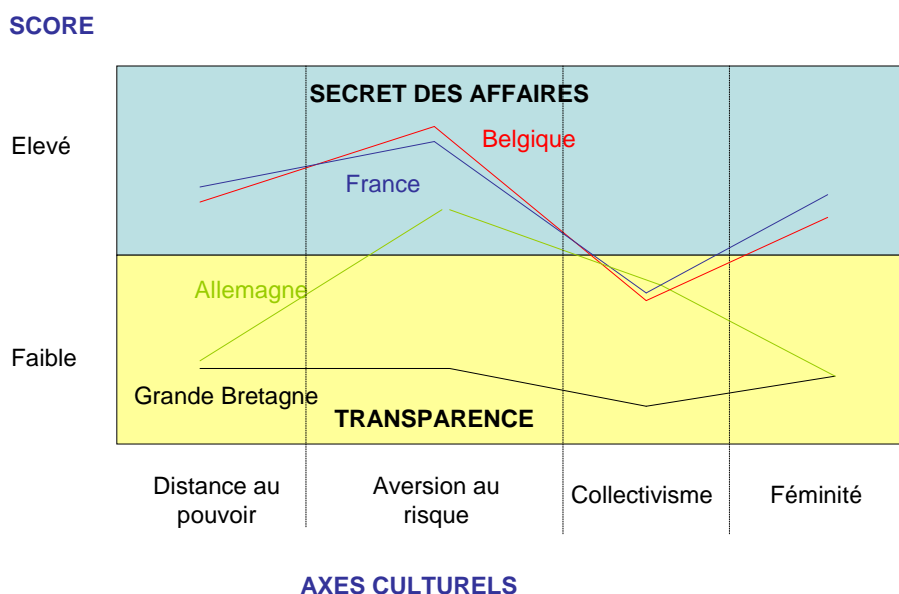 SCORE
SECRET DES AFFAIRES
Elevé
Belgique
France
Allemagne
Faible
Grande Bretagne
TRANSPARENCE
Distance au
pouvoir
Aversion au
risque
Collectivisme
Féminité
AXES CULTURELS